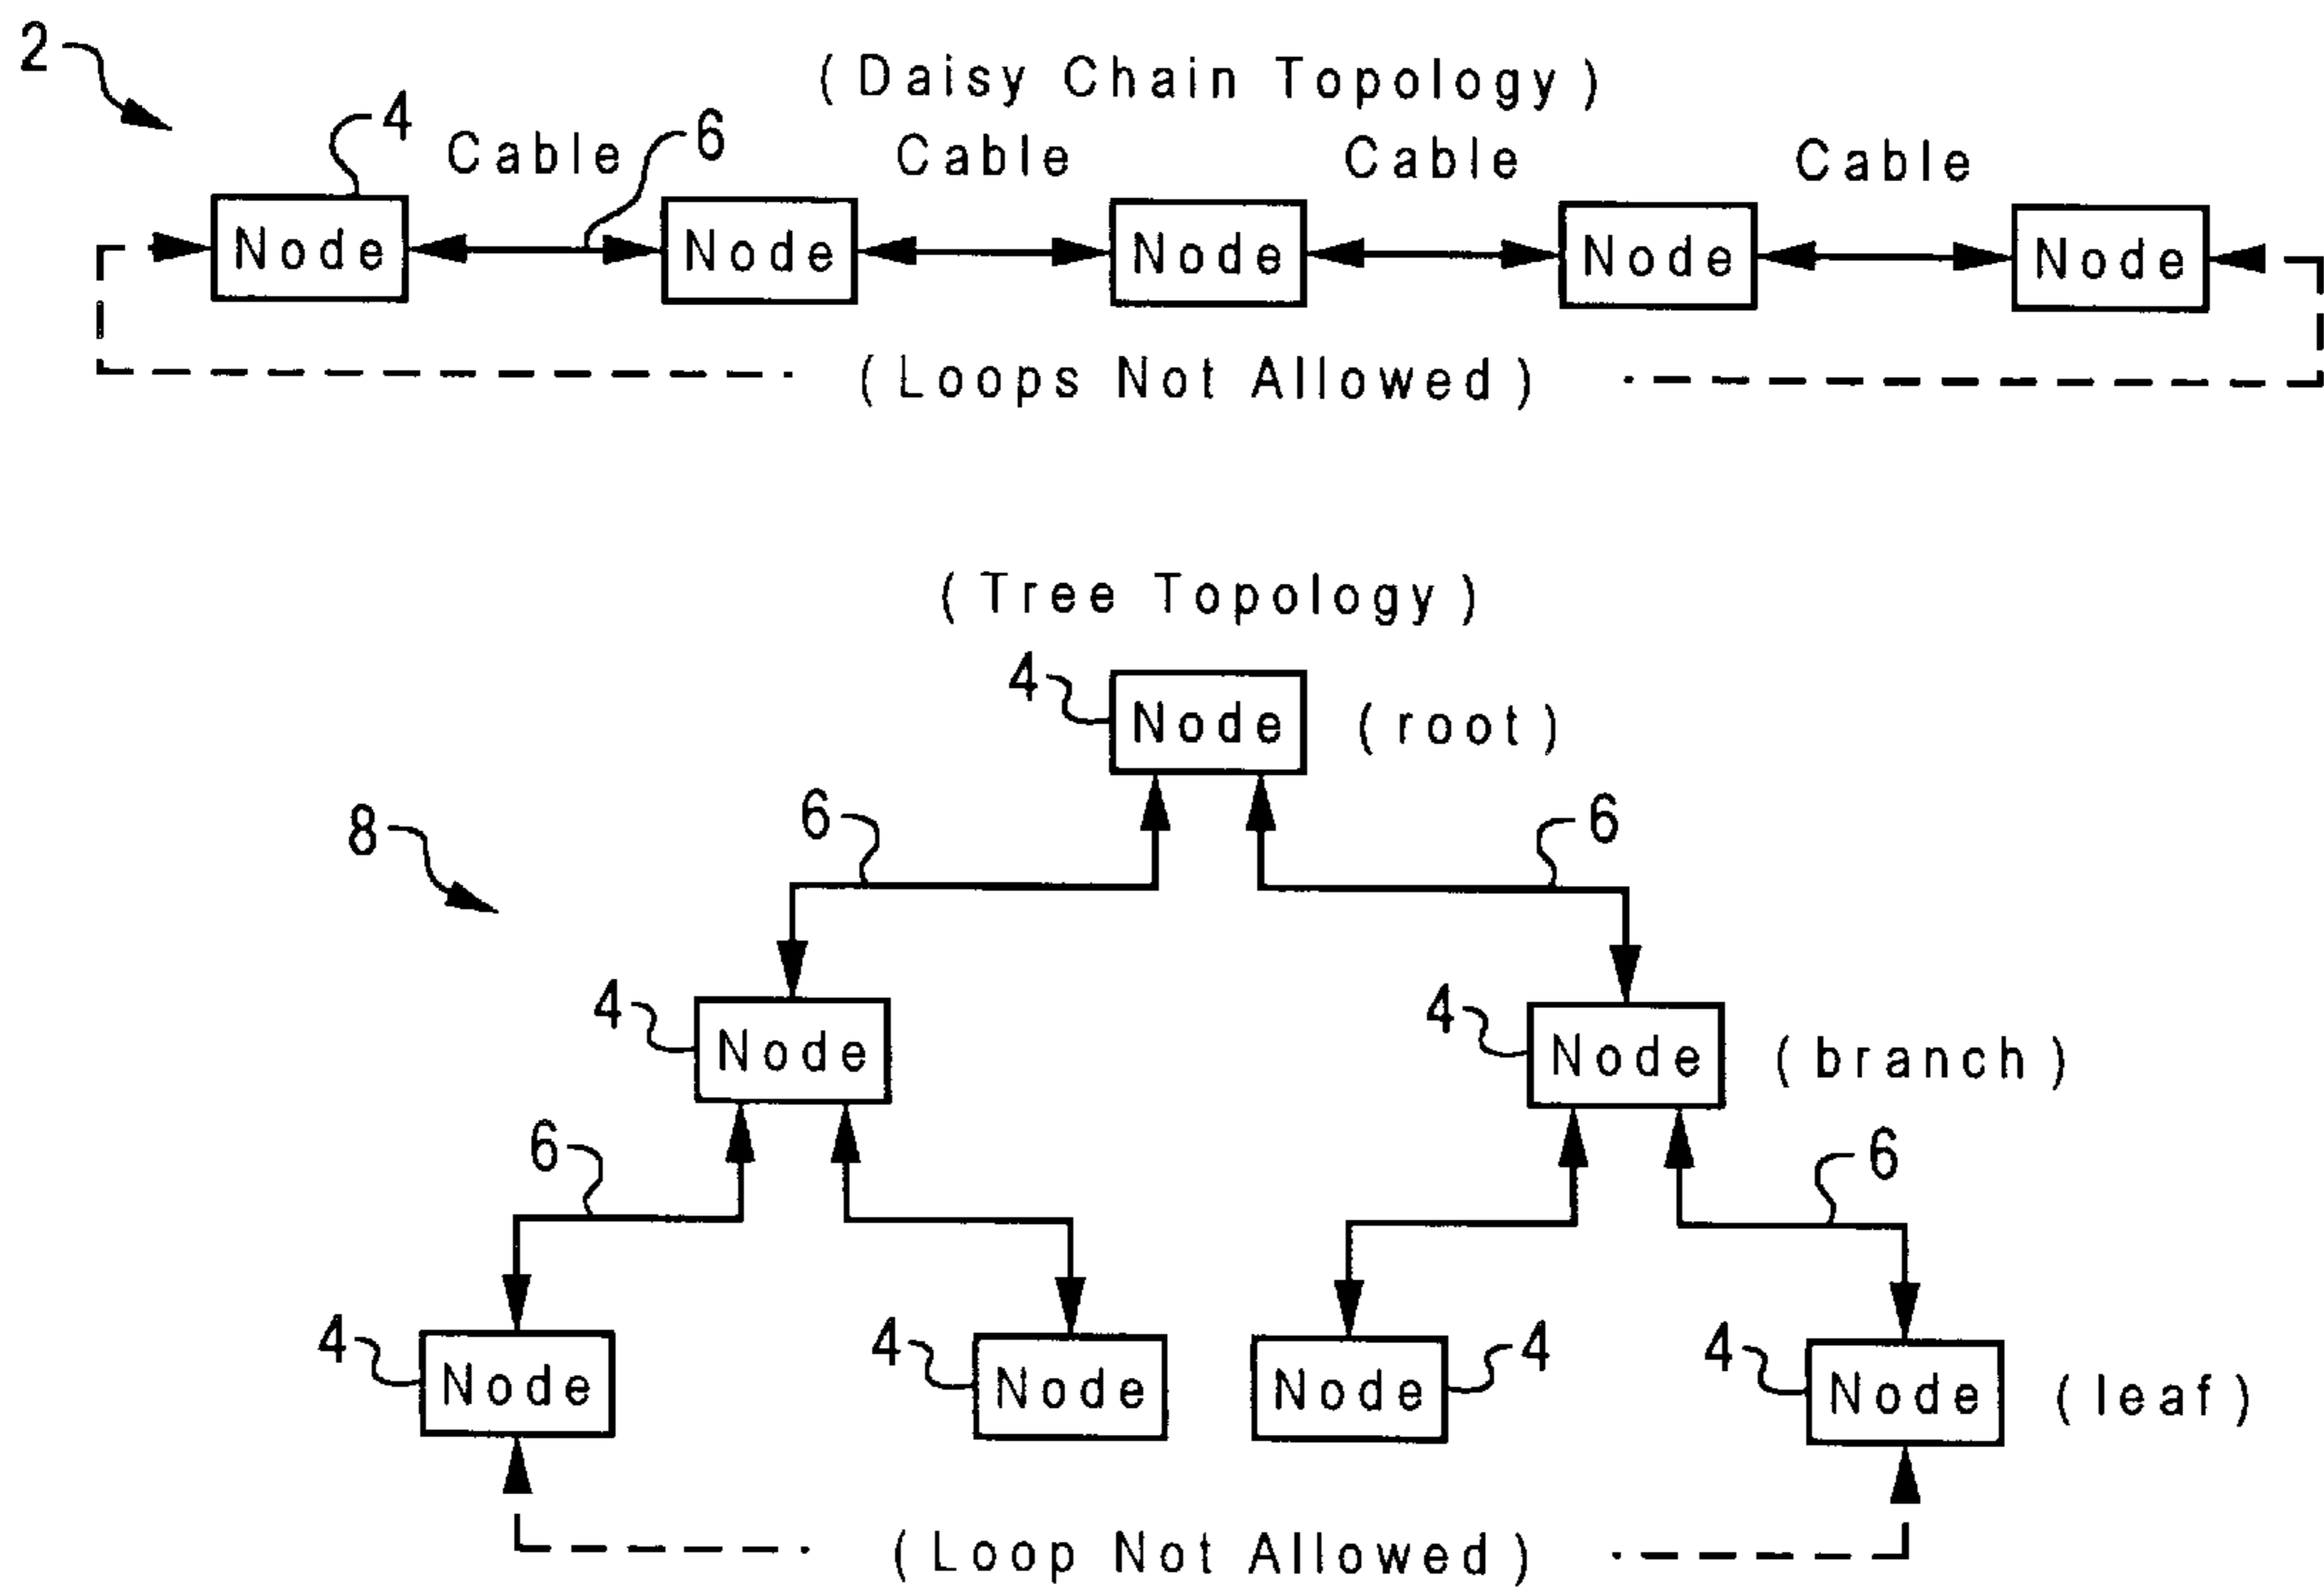 2
( Daisy Chain Topology )
4 Cable 6 Cable Cable Cable
Node Node Node Node Node
( Loops Not Allowed )
( Tree Topology )
4 Node ( root )
8 6 6
4 Node 4 Node ( branch )
6 6
4 Node 4 Node Node 4 4 Node ( leaf )
( Loop Not Allowed )